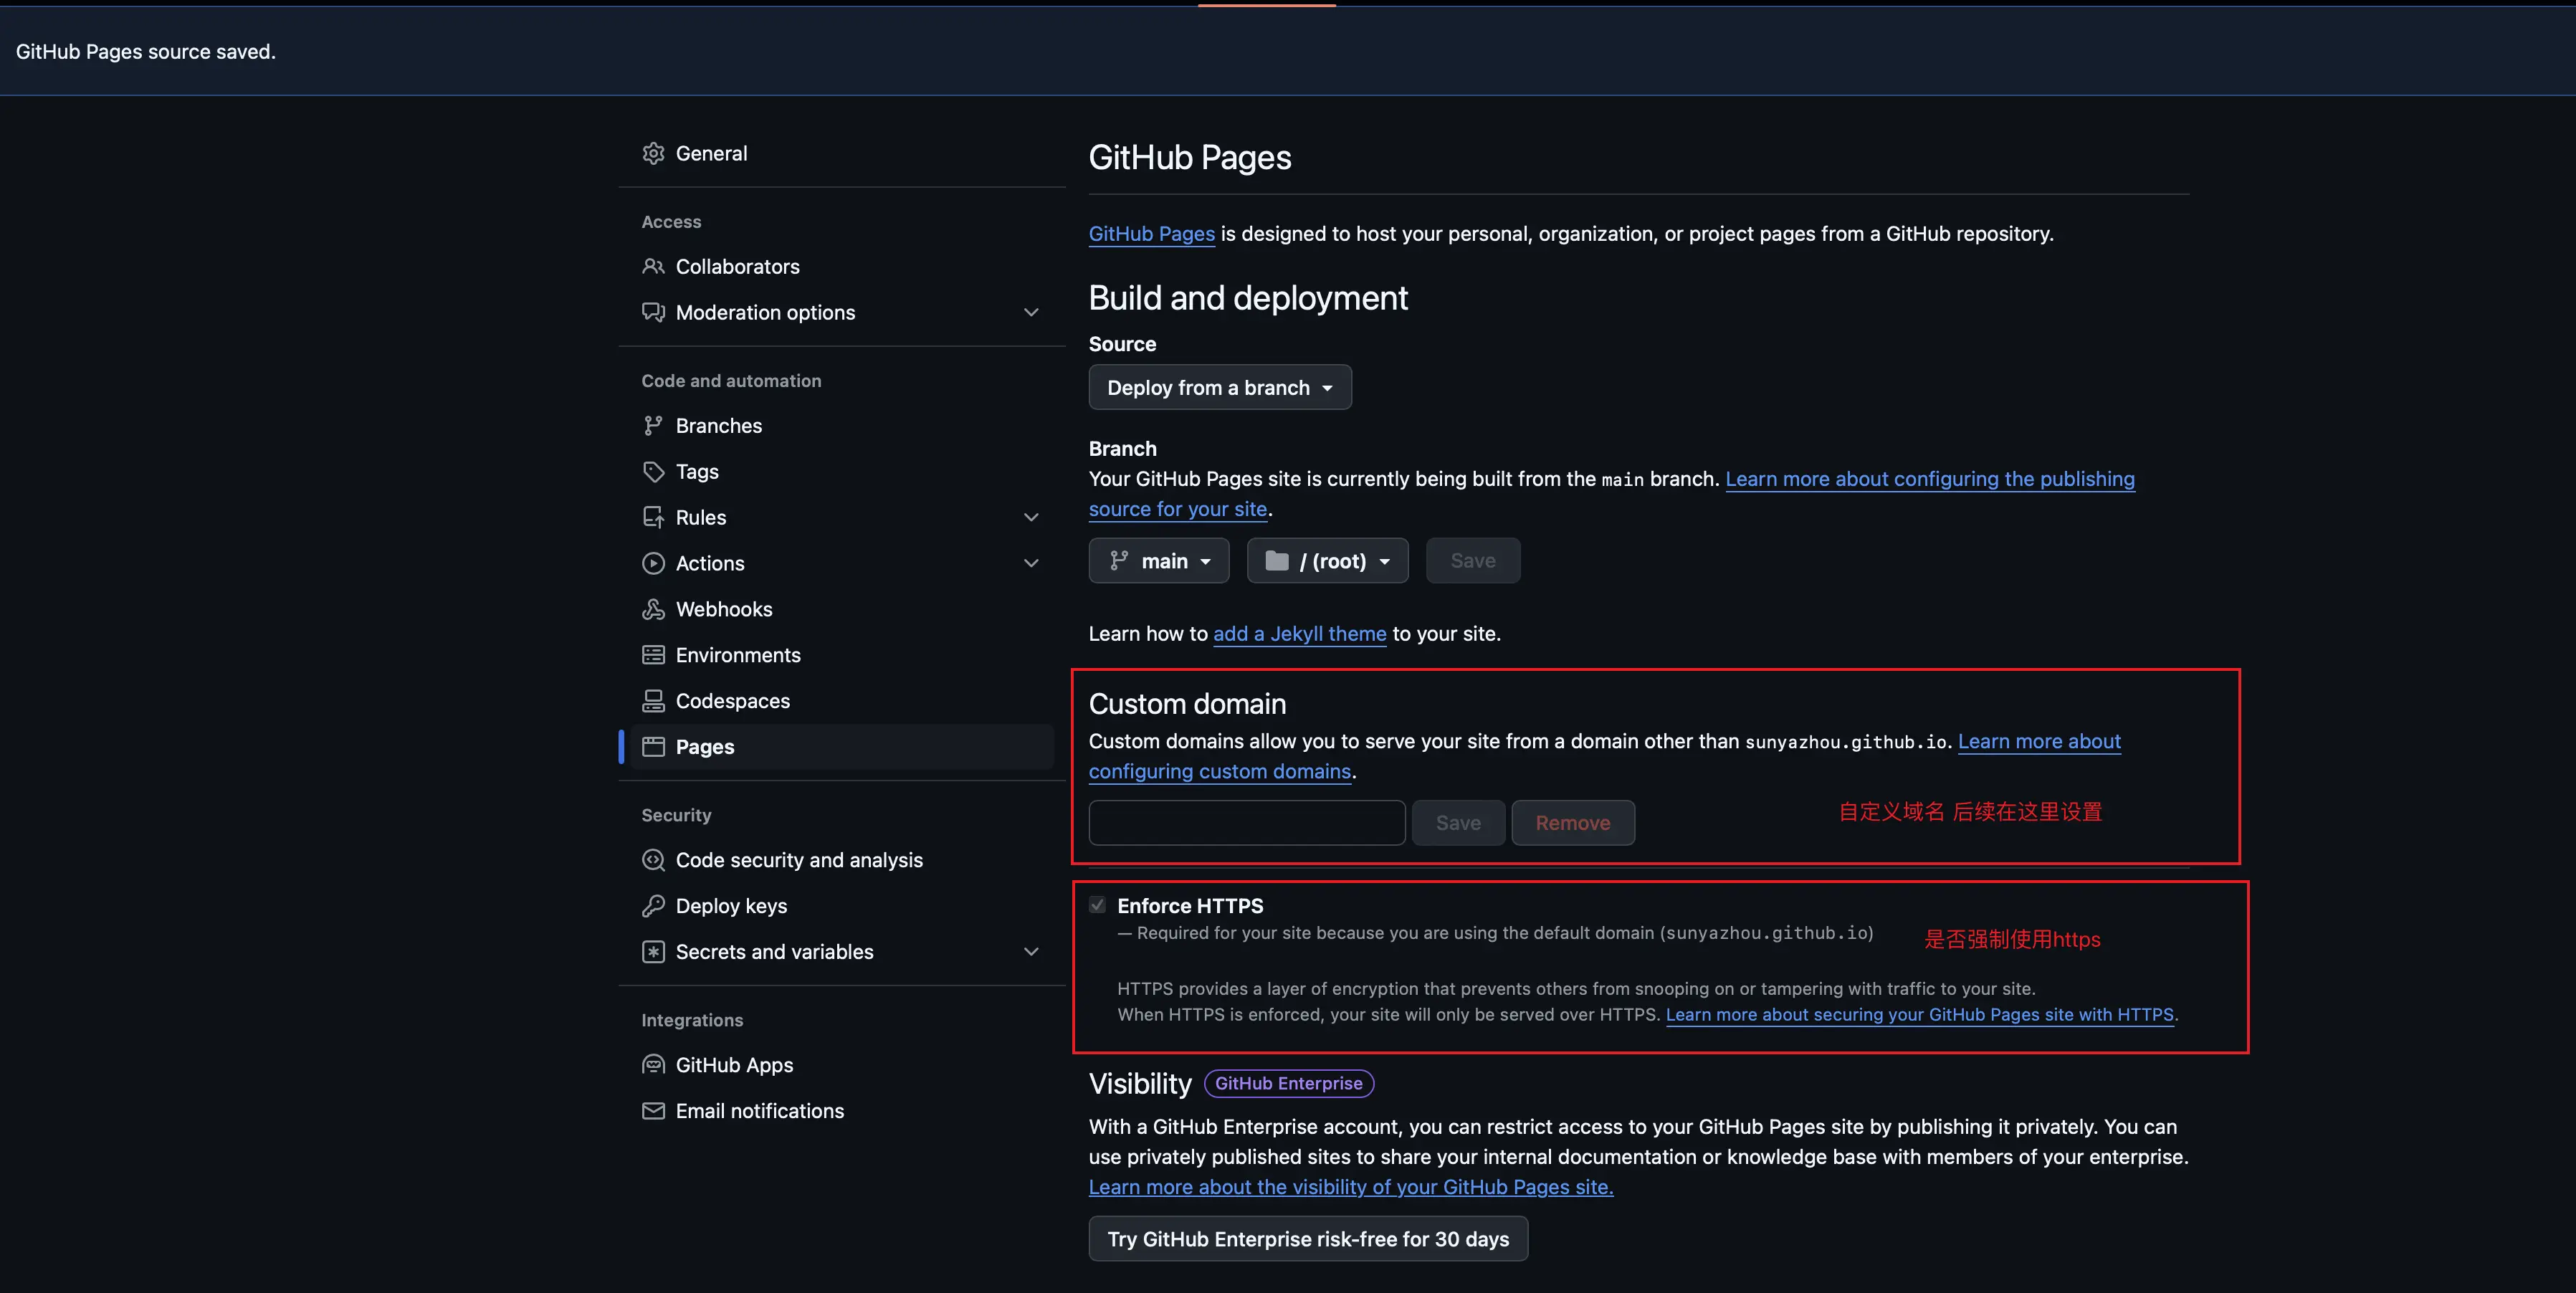 GitHub Pages source saved.
General
Access
Collaborators
Moderation options
Code and automation
Branches
Tags
Rules
Actions
Webhooks
Environments
Codespaces
Pages
Security
Code security and analysis
Deploy keys
Secrets and variables
Integrations
GitHub Apps
Email notifications
GitHub Pages
GitHub Pages is designed to host your personal, organization, or project pages from a GitHub repository.
Build and deployment
Source
Deploy from a branch
Branch
Your GitHub Pages site is currently being built from the main branch. Learn more about configuring the publishing
source for your site.
main / (root) Save
Learn how to add a Jekyll theme to your site.
Custom domain
Custom domains allow you to serve your site from a domain other than sunyazhou.github.io. Learn more about
configuring custom domains.
Save Remove
自定义域名 后续在这里设置
Enforce HTTPS
— Required for your site because you are using the default domain (sunyazhou.github.io)
是否强制使用https
HTTPS provides a layer of encryption that prevents others from snooping on or tampering with traffic to your site.
When HTTPS is enforced, your site will only be served over HTTPS. Learn more about securing your GitHub Pages site with HTTPS.
Visibility GitHub Enterprise
With a GitHub Enterprise account, you can restrict access to your GitHub Pages site by publishing it privately. You can
use privately published sites to share your internal documentation or knowledge base with members of your enterprise.
Learn more about the visibility of your GitHub Pages site.
Try GitHub Enterprise risk-free for 30 days